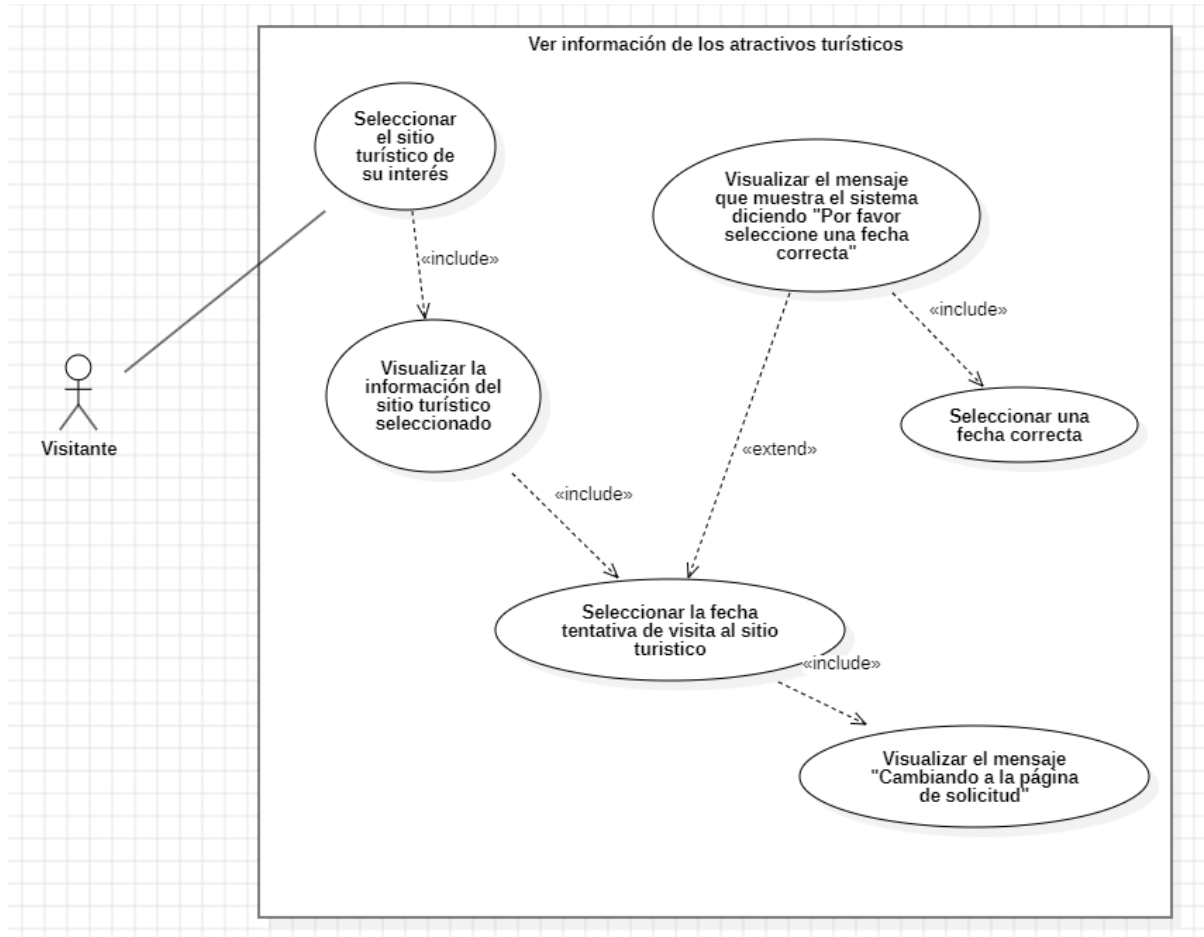 Ver información de los atractivos turísticos
Seleccionar
el sitio
turístico de
su interés
Visualizar el mensaje
que muestra el sistema
diciendo "Por favor
seleccione una fecha
correcta"
«include»
«include»
Visualizar la
información del
sitio turístico
seleccionado
Seleccionar una
fecha correcta
Visitante
«extend»
«include»
Seleccionar la fecha
tentativa de visita al sitio
turistico
«include»
Visualizar el mensaje
"Cambiando a la página
de solicitud"